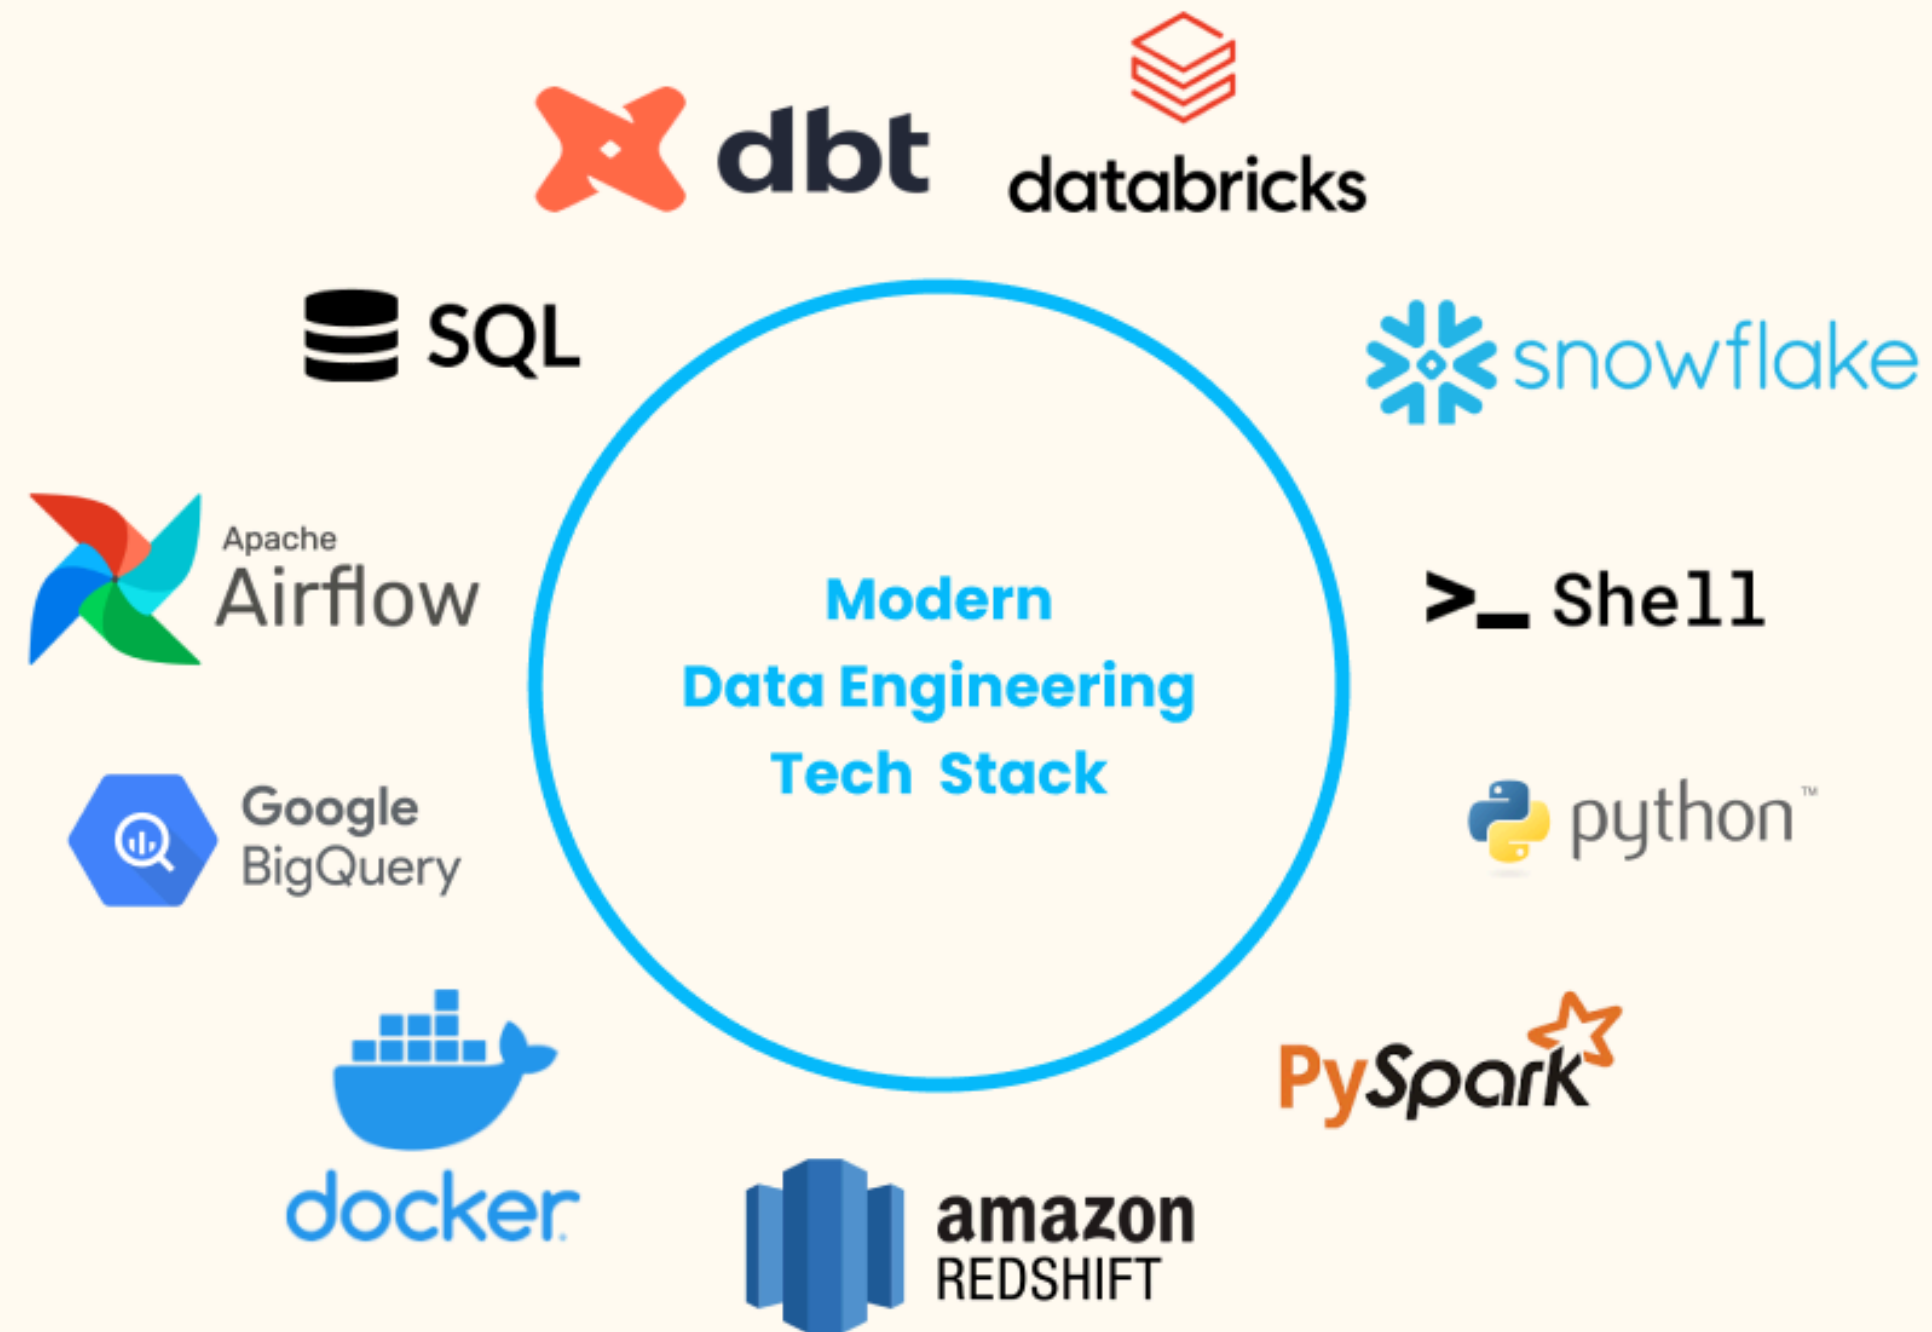 dbt
databricks
SQL
snowflake
Apache
Airflow
>_ Shell
Modern
Data Engineering
Tech Stack
Google
BigQuery
python™
PySpark
docker.
amazon
REDSHIFT